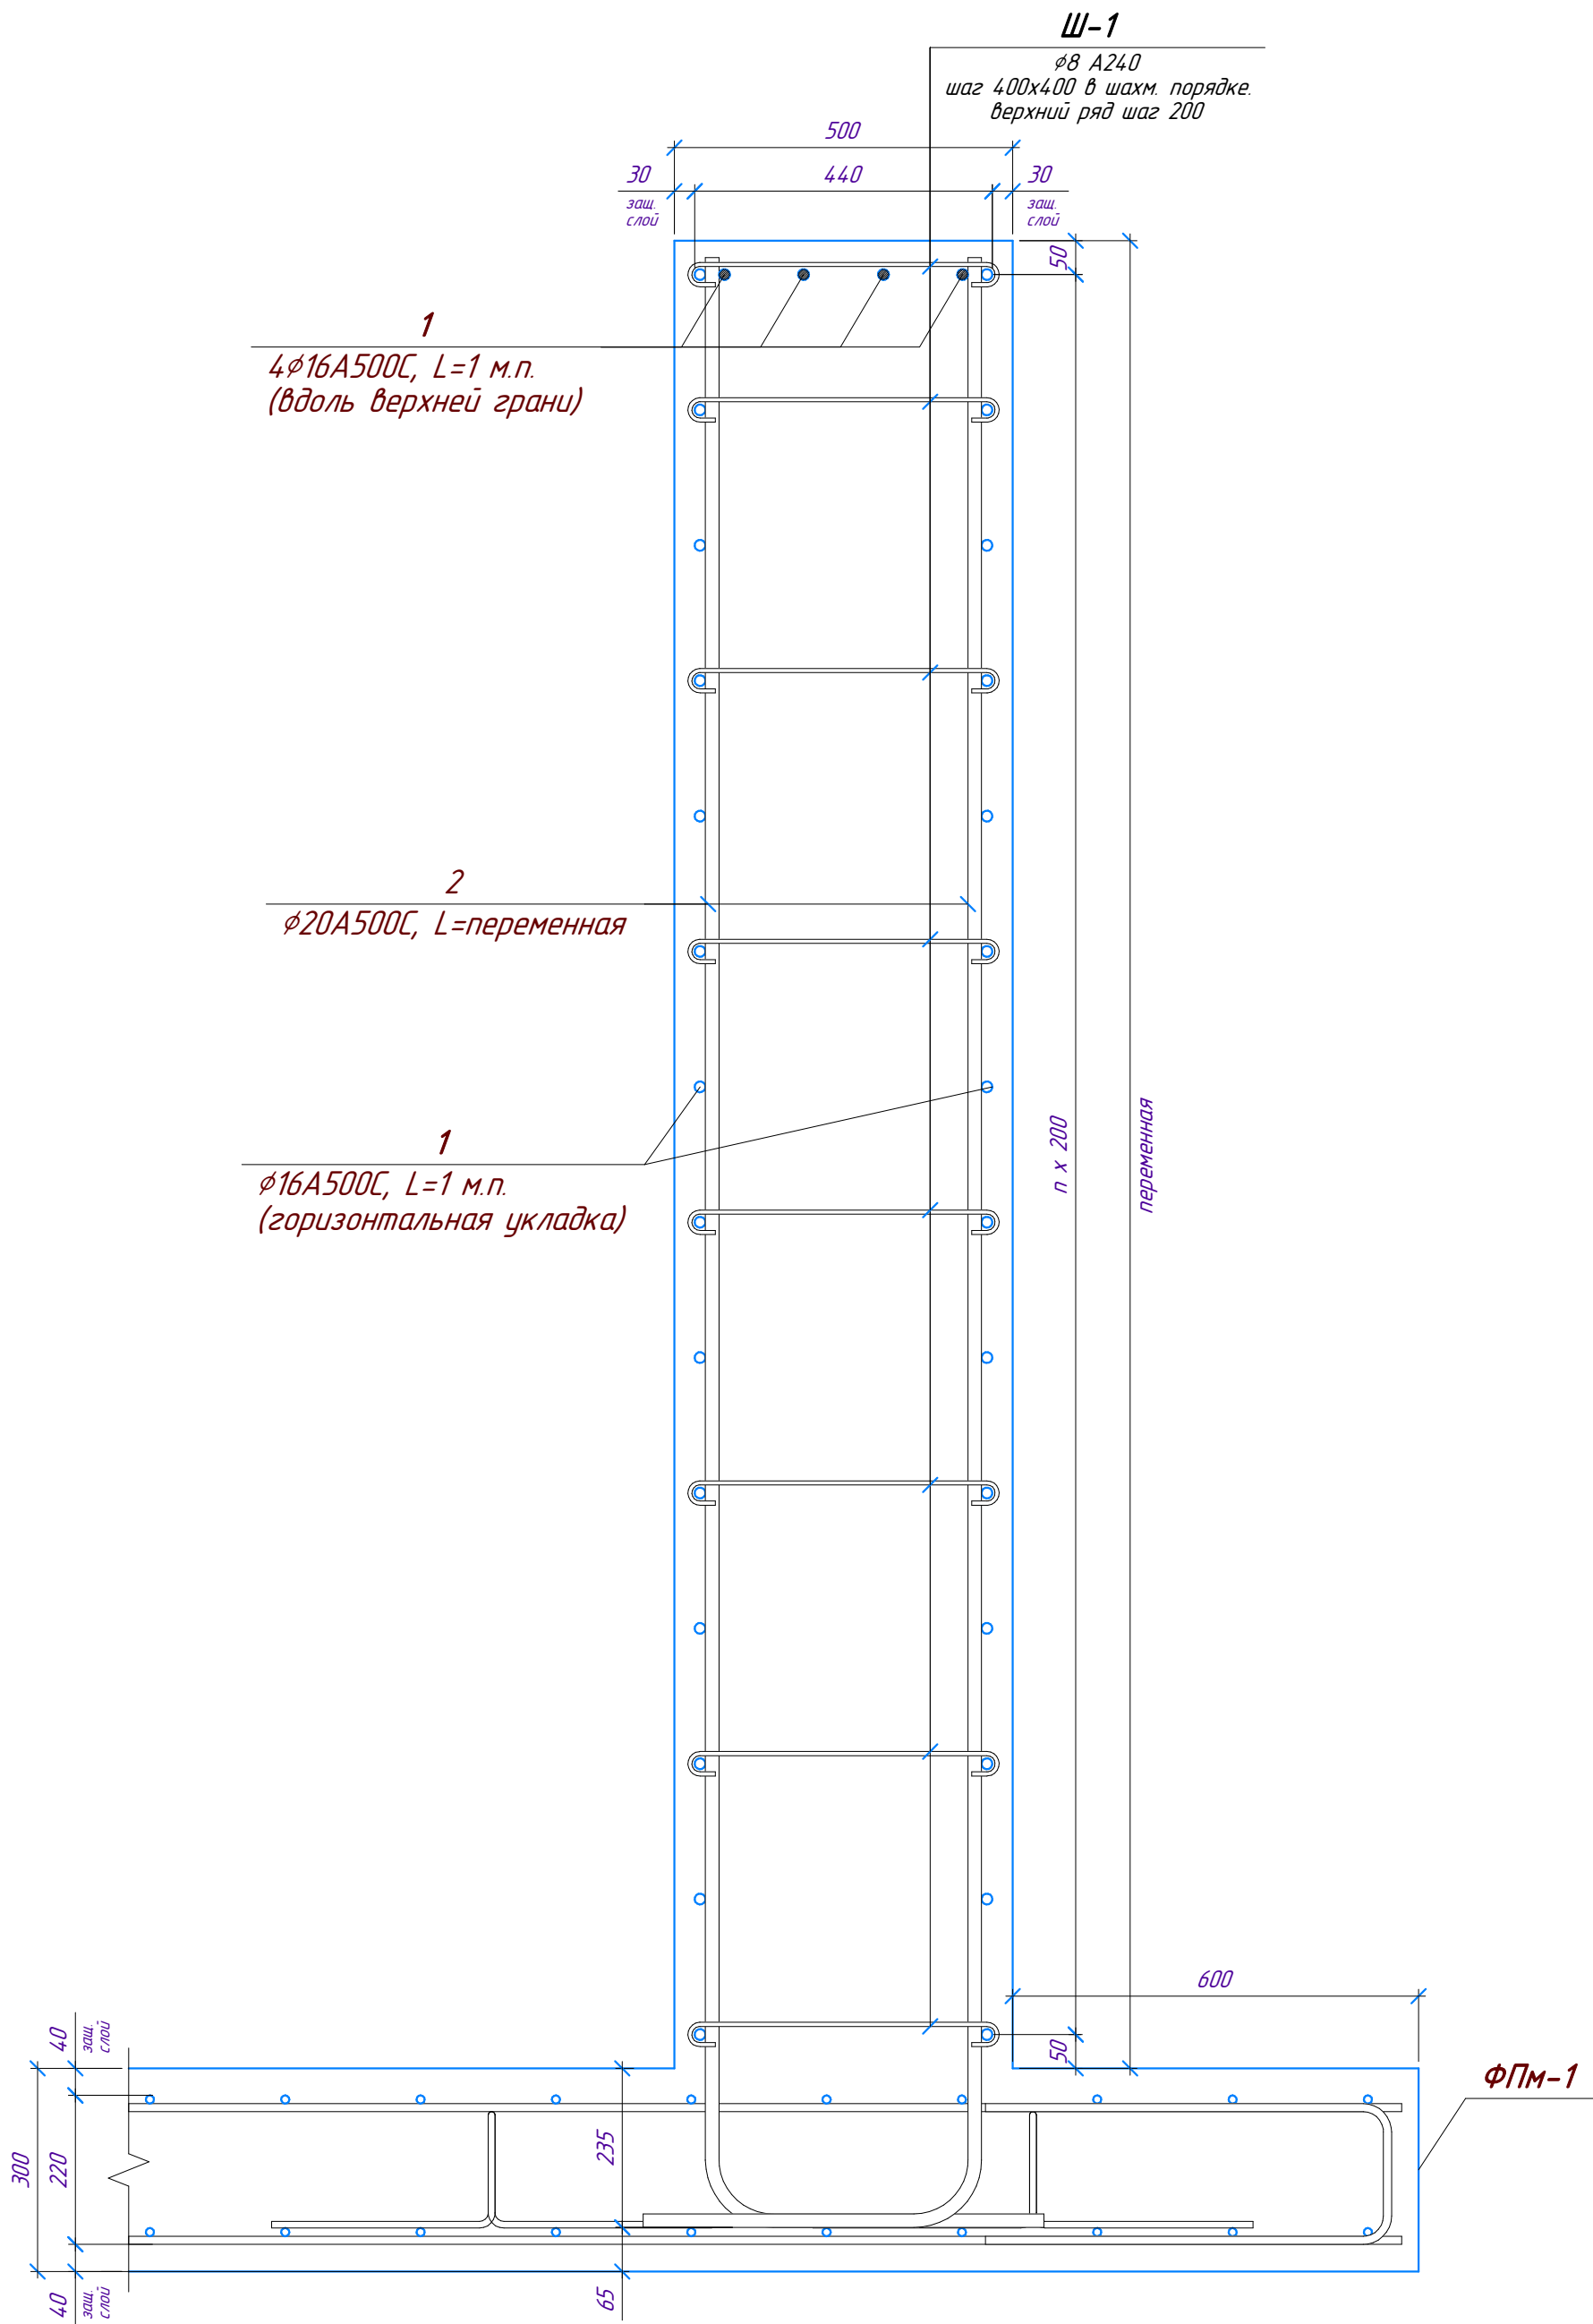 Ш-1
⌀8 А240
шаг 400х400 в шахм. порядке.
верхний ряд шаг 200
500
30
440
30
защ.
слой
защ.
слой
50
1
4⌀16А500С, L=1 м.п.
(вдоль верхней грани)
2
⌀20А500С, L=переменная
1
⌀16А500С, L=1 м.п.
(горизонтальная укладка)
n x 200
переменная
600
50
ФПм-1
40
защ.
слой
300
220
235
40
защ.
слой
65